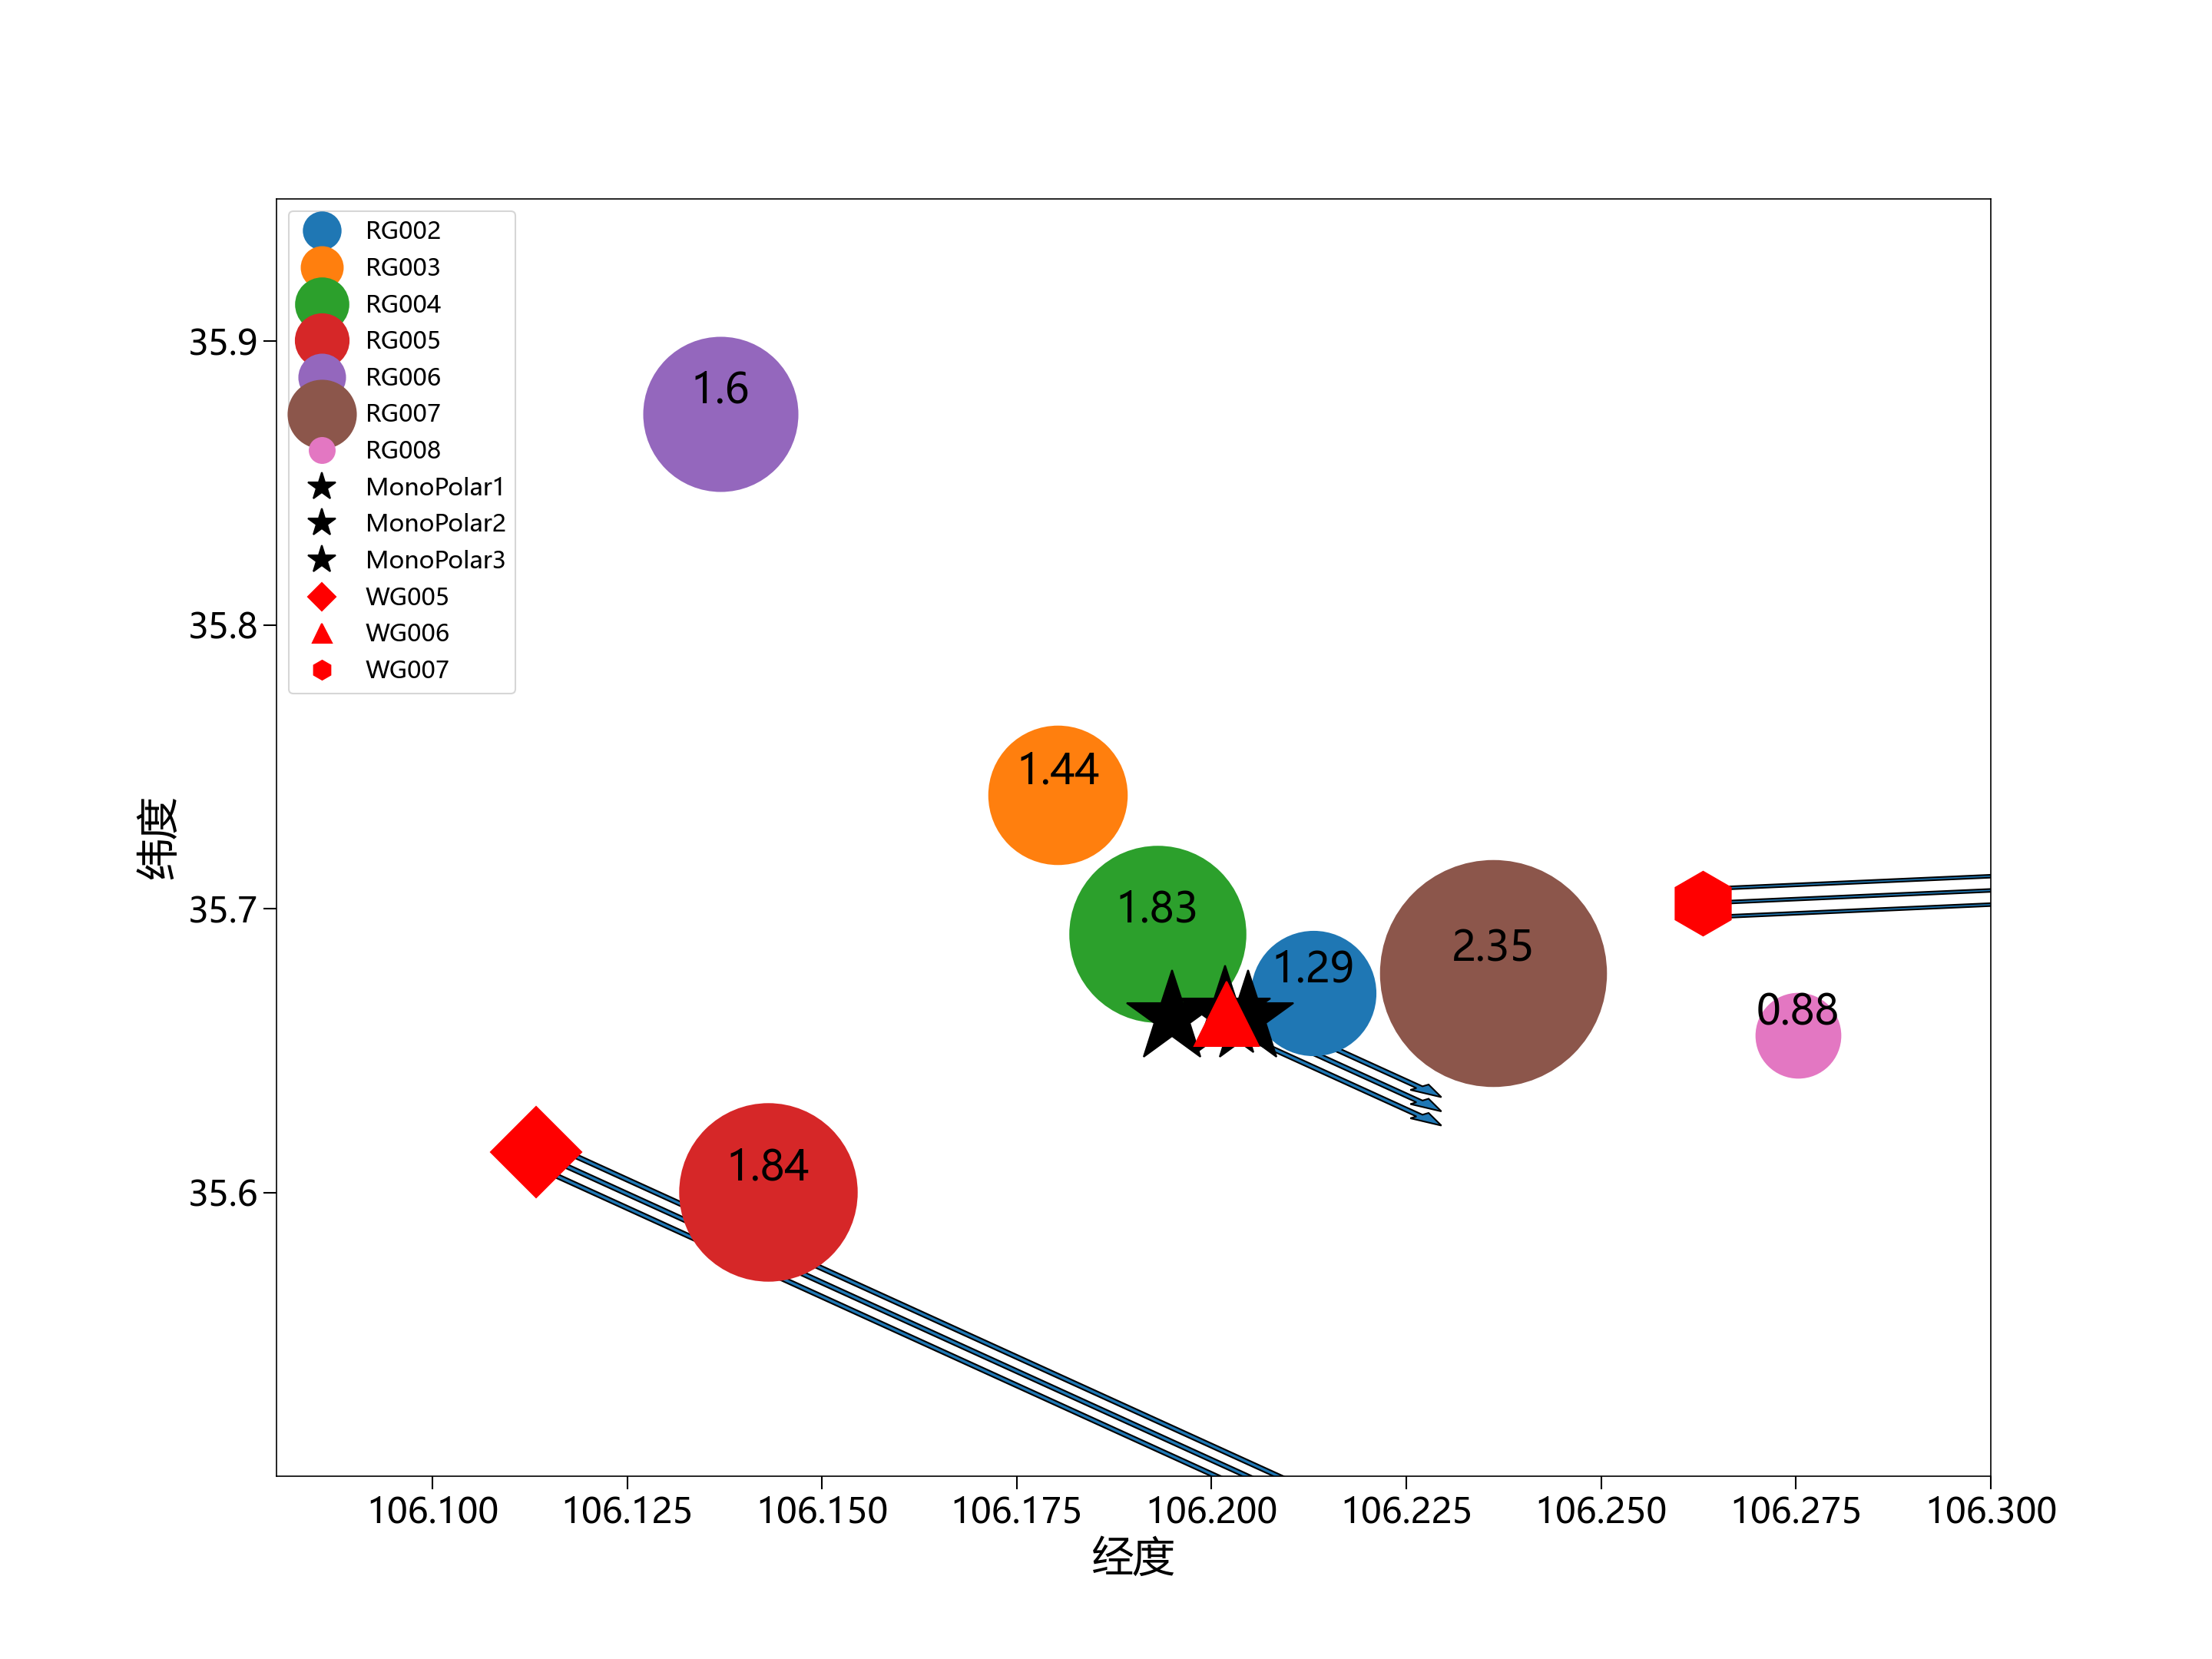 RG002
RG003
RG004
RG005
RG006
RG007
RG008
MonoPolar1
MonoPolar2
MonoPolar3
WG005
WG006
WG007
35.9
35.8
35.7
35.6
纬度
1.6
1.44
1.83
1.29
2.35
0.88
1.84
106.100
106.125
106.150
106.175
106.200
106.225
106.250
106.275
106.300
经度